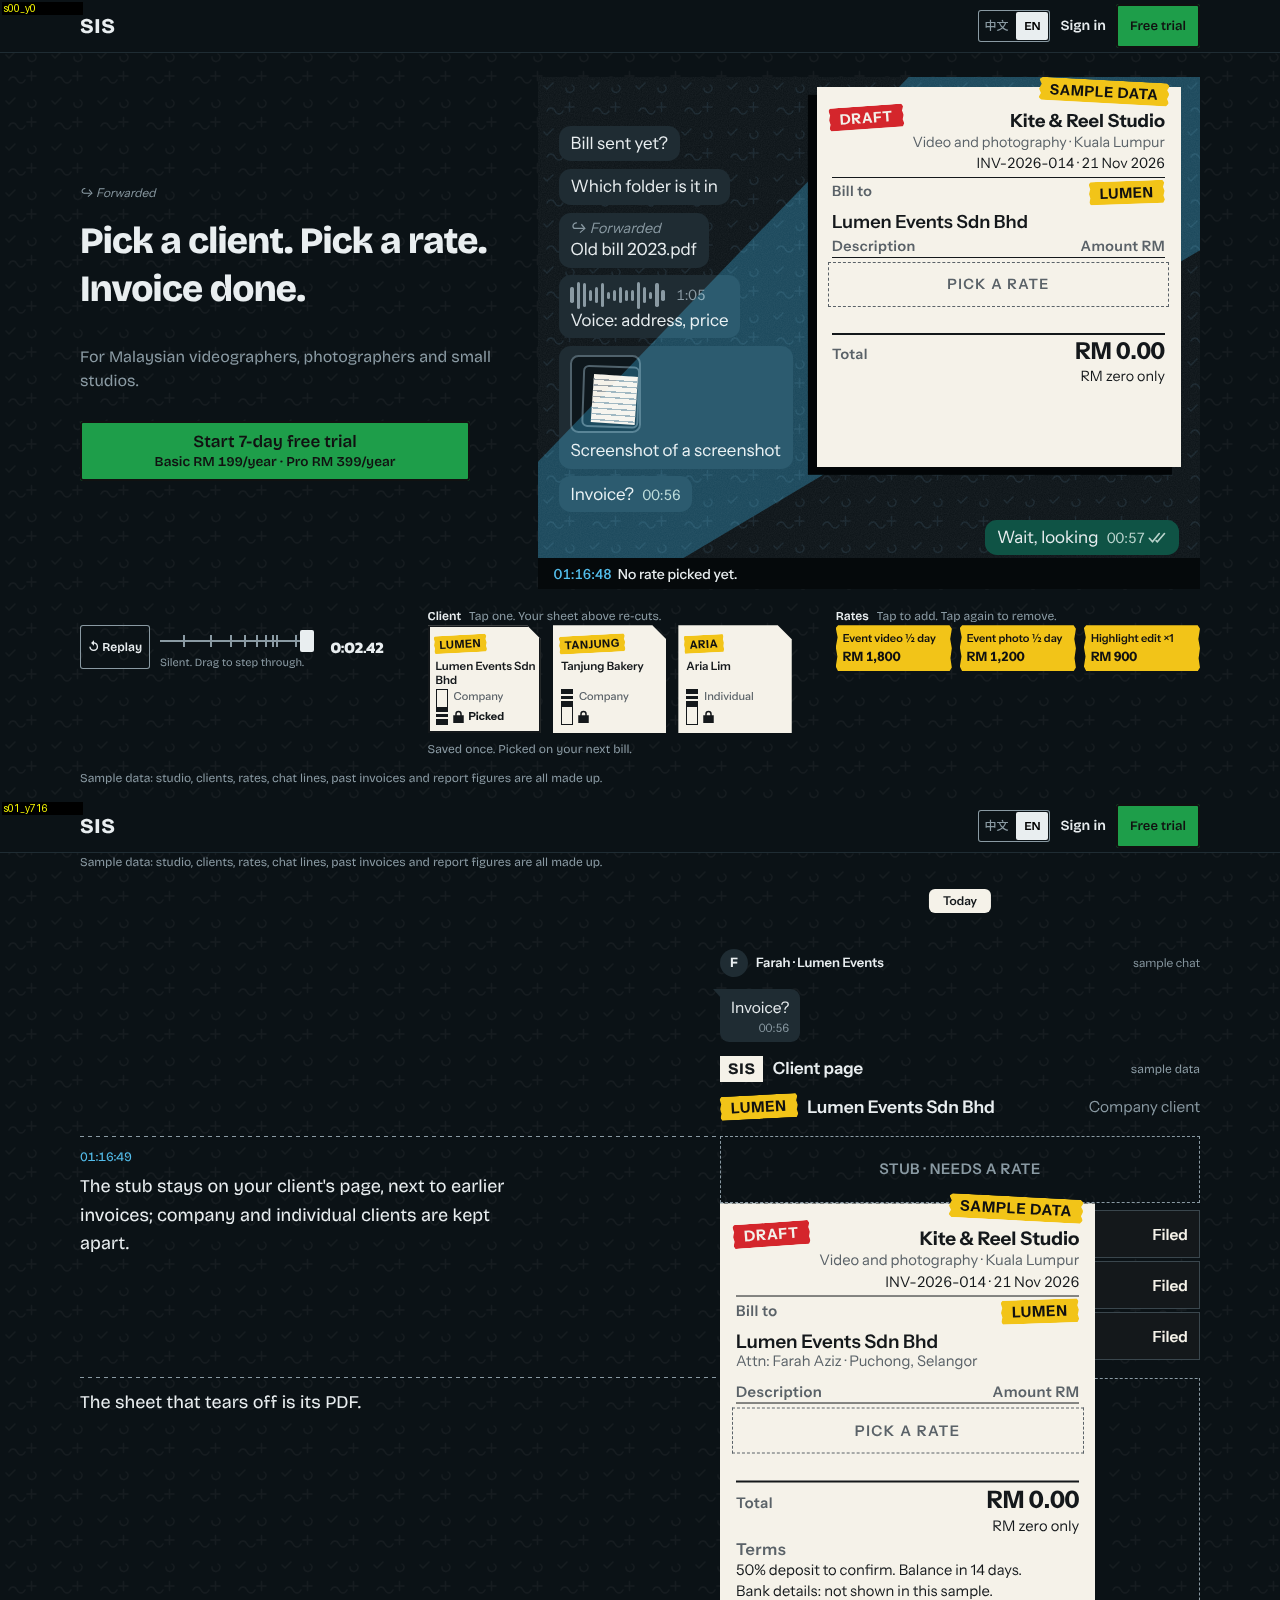 s00_y0
SIS
中文 EN Sign in Free trial
↪ Forwarded
Pick a client. Pick a rate.
Invoice done.
For Malaysian videographers, photographers and small
studios.
Start 7-day free trial
Basic RM 199/year · Pro RM 399/year
Bill sent yet?
Which folder is it in
↪ Forwarded
Old bill 2023.pdf
1:05
Voice: address, price
Screenshot of a screenshot
Invoice? 00:56
Wait, looking 00:57
SAMPLE DATA
DRAFT
Kite & Reel Studio
Video and photography · Kuala Lumpur
INV-2026-014 · 21 Nov 2026
Bill to LUMEN
Lumen Events Sdn Bhd
Description Amount RM
PICK A RATE
Total RM 0.00
RM zero only
01:16:48 No rate picked yet.
↺ Replay
Silent. Drag to step through.
0:02.42
Client Tap one. Your sheet above re-cuts.
LUMEN
Lumen Events Sdn
Bhd
Company
Picked
TANJUNG
Tanjung Bakery
Company
ARIA
Aria Lim
Individual
Saved once. Picked on your next bill.
Rates Tap to add. Tap again to remove.
Event video ½ day
RM 1,800
Event photo ½ day
RM 1,200
Highlight edit ×1
RM 900
Sample data: studio, clients, rates, chat lines, past invoices and report figures are all made up.
s01_y716
SIS
中文 EN Sign in Free trial
Sample data: studio, clients, rates, chat lines, past invoices and report figures are all made up.
Today
F Farah · Lumen Events sample chat
Invoice?
00:56
SIS Client page sample data
LUMEN Lumen Events Sdn Bhd Company client
01:16:49
The stub stays on your client's page, next to earlier
invoices; company and individual clients are kept
apart.
STUB · NEEDS A RATE
SAMPLE DATA
DRAFT
Kite & Reel Studio
Video and photography · Kuala Lumpur
INV-2026-014 · 21 Nov 2026
Bill to LUMEN
Lumen Events Sdn Bhd
Attn: Farah Aziz · Puchong, Selangor
Description Amount RM
PICK A RATE
Total RM 0.00
RM zero only
Terms
50% deposit to confirm. Balance in 14 days.
Bank details: not shown in this sample.
Filed
Filed
Filed
The sheet that tears off is its PDF.